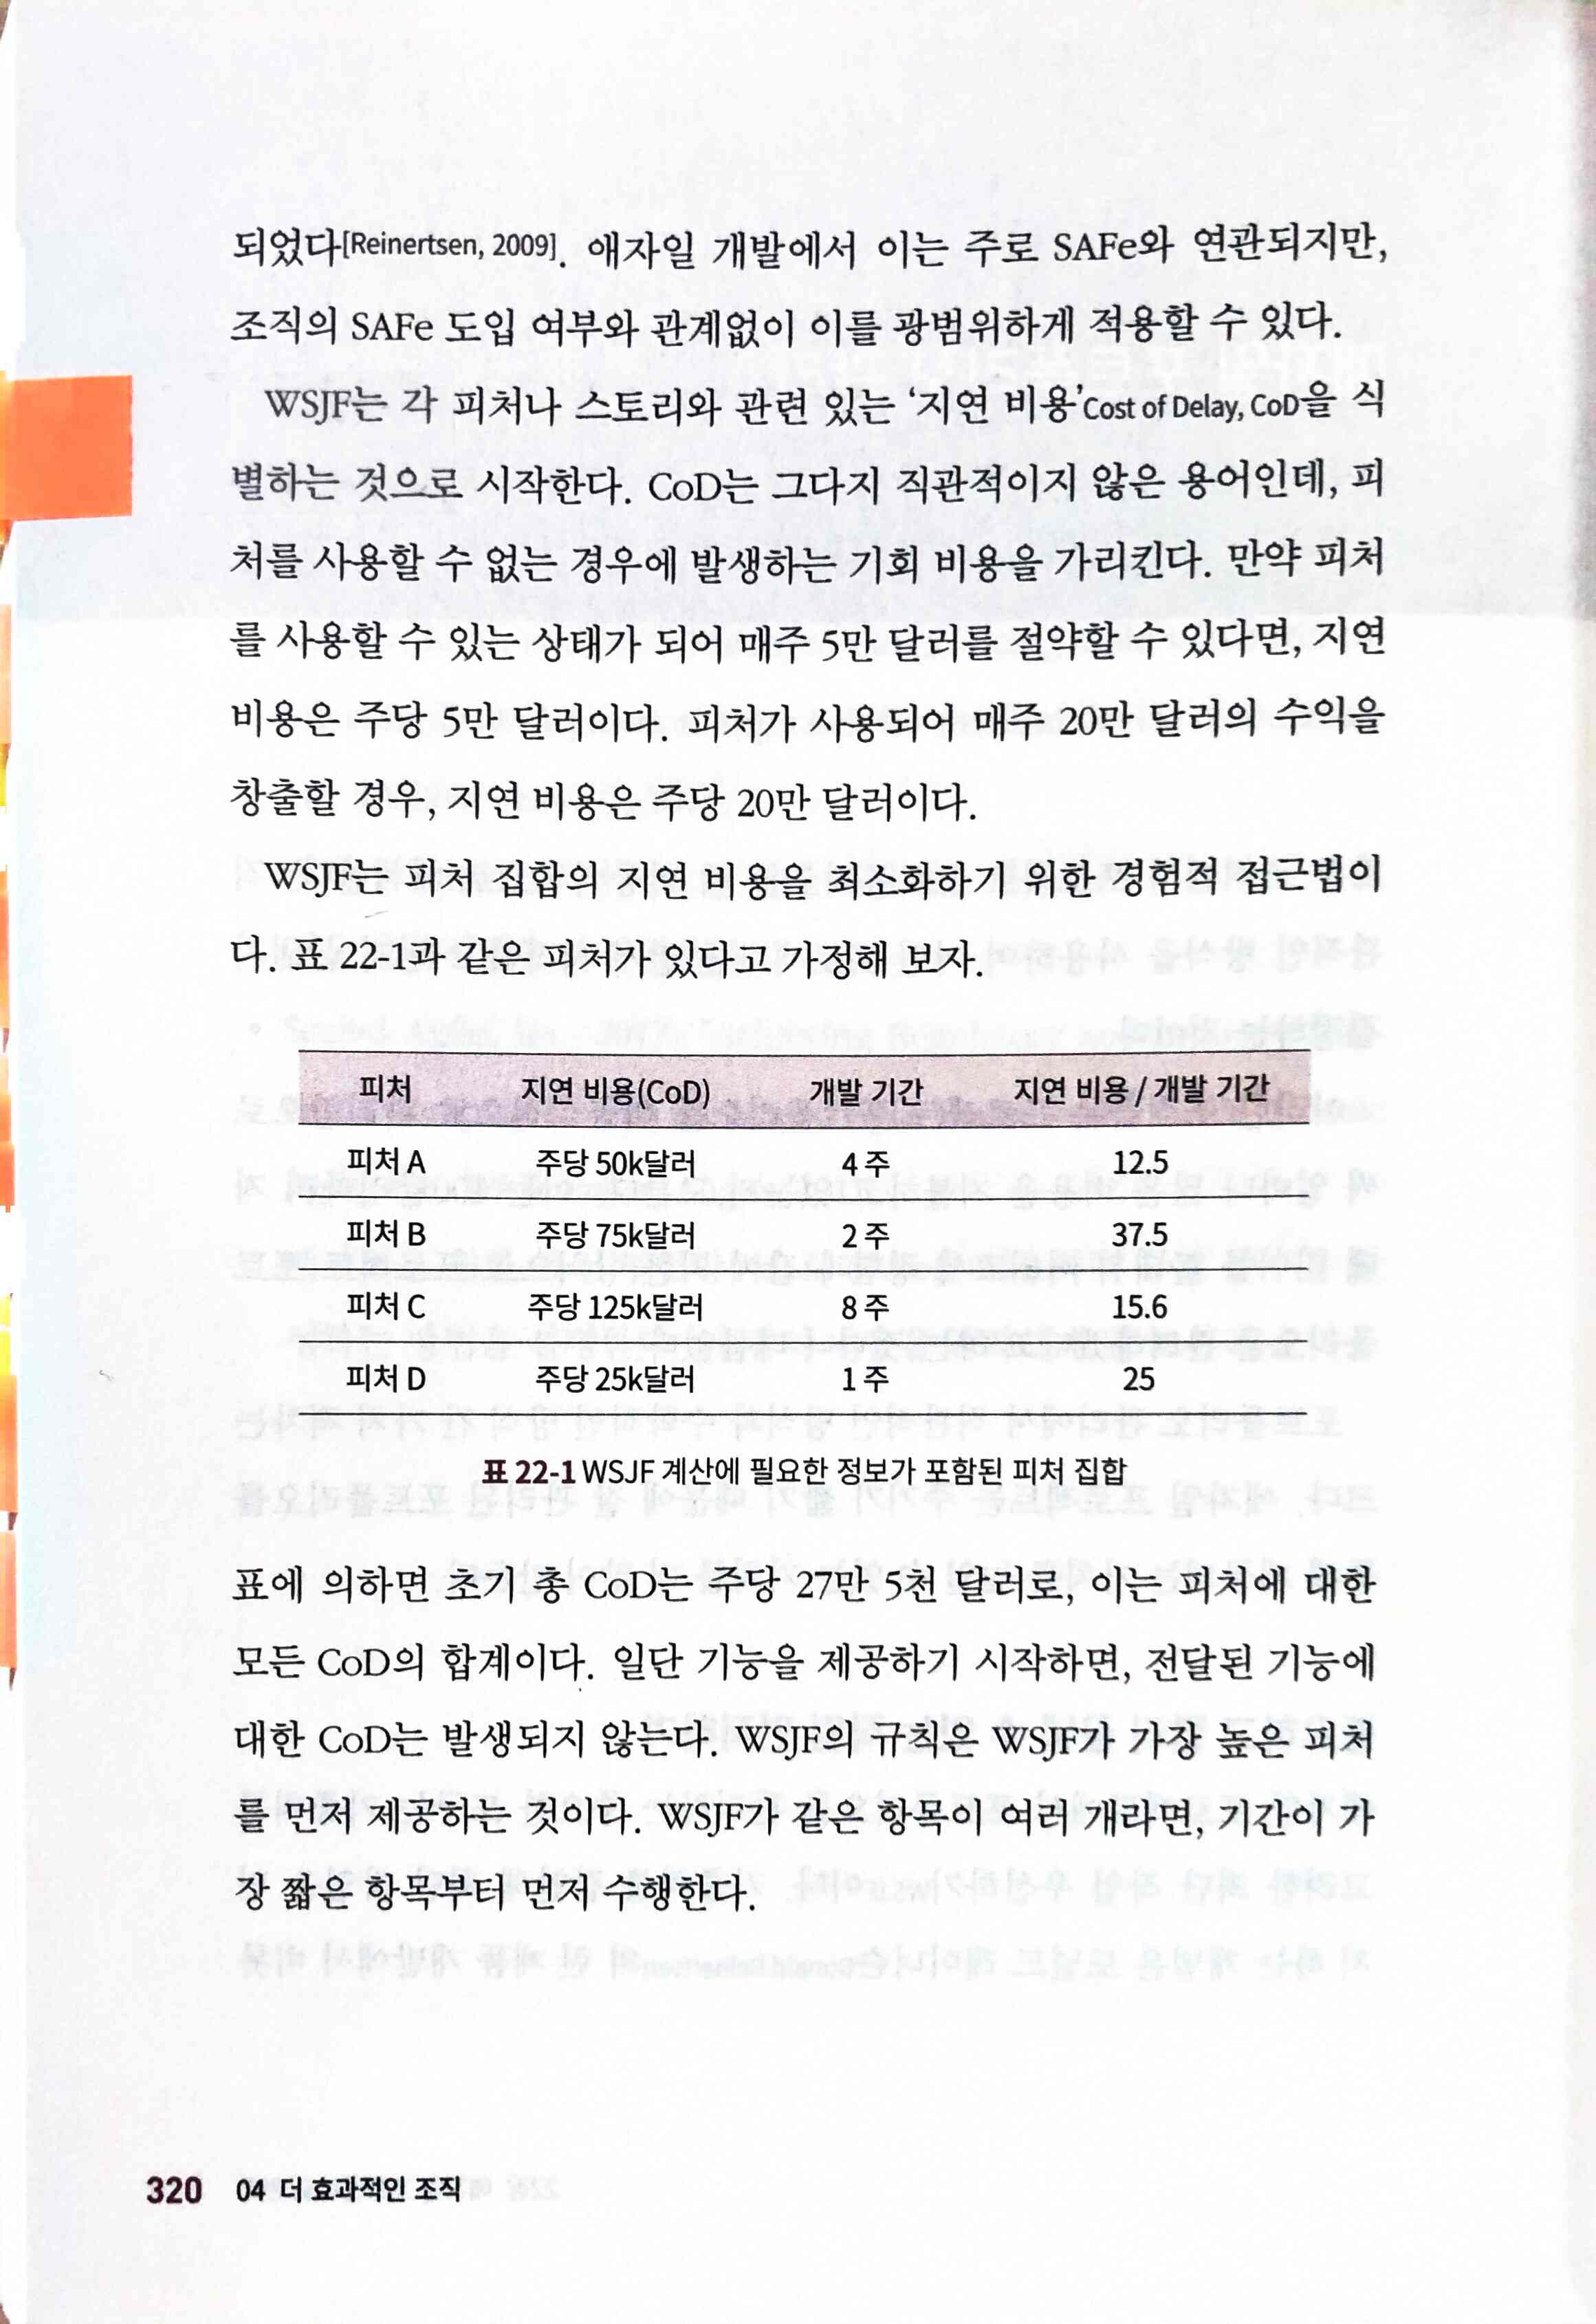 되었다[Reinertsen, 2009]. 애자일 개발에서 이는 주로 SAFe와 연관되지만,
조직의 SAFe 도입 여부와 관계없이 이를 광범위하게 적용할 수 있다.
WSJF는 각 피처나 스토리와 관련 있는 ‘지연 비용’Cost of Delay, CoD을 식
별하는 것으로 시작한다. CoD는 그다지 직관적이지 않은 용어인데, 피
처를 사용할 수 없는 경우에 발생하는 기회 비용을 가리킨다. 만약 피처
를 사용할 수 있는 상태가 되어 매주 5만 달러를 절약할 수 있다면, 지연
비용은 주당 5만 달러이다. 피처가 사용되어 매주 20만 달러의 수익을
창출할 경우, 지연 비용은 주당 20만 달러이다.
WSJF는 피처 집합의 지연 비용을 최소화하기 위한 경험적 접근법이
다. 표 22-1과 같은 피처가 있다고 가정해 보자.
피처 지연 비용(CoD) 개발 기간 지연 비용 / 개발 기간
피처 A 주당 50k달러 4 주 12.5
피처 B 주당 75k달러 2 주 37.5
피처 C 주당 125k달러 8 주 15.6
피처 D 주당 25k달러 1 주 25
표 22-1 WSJF 계산에 필요한 정보가 포함된 피처 집합
표에 의하면 초기 총 CoD는 주당 27만 5천 달러로, 이는 피처에 대한
모든 CoD의 합계이다. 일단 기능을 제공하기 시작하면, 전달된 기능에
대한 CoD는 발생되지 않는다. WSJF의 규칙은 WSJF가 가장 높은 피처
를 먼저 제공하는 것이다. WSJF가 같은 항목이 여러 개라면, 기간이 가
장 짧은 항목부터 먼저 수행한다.
320 04 더 효과적인 조직